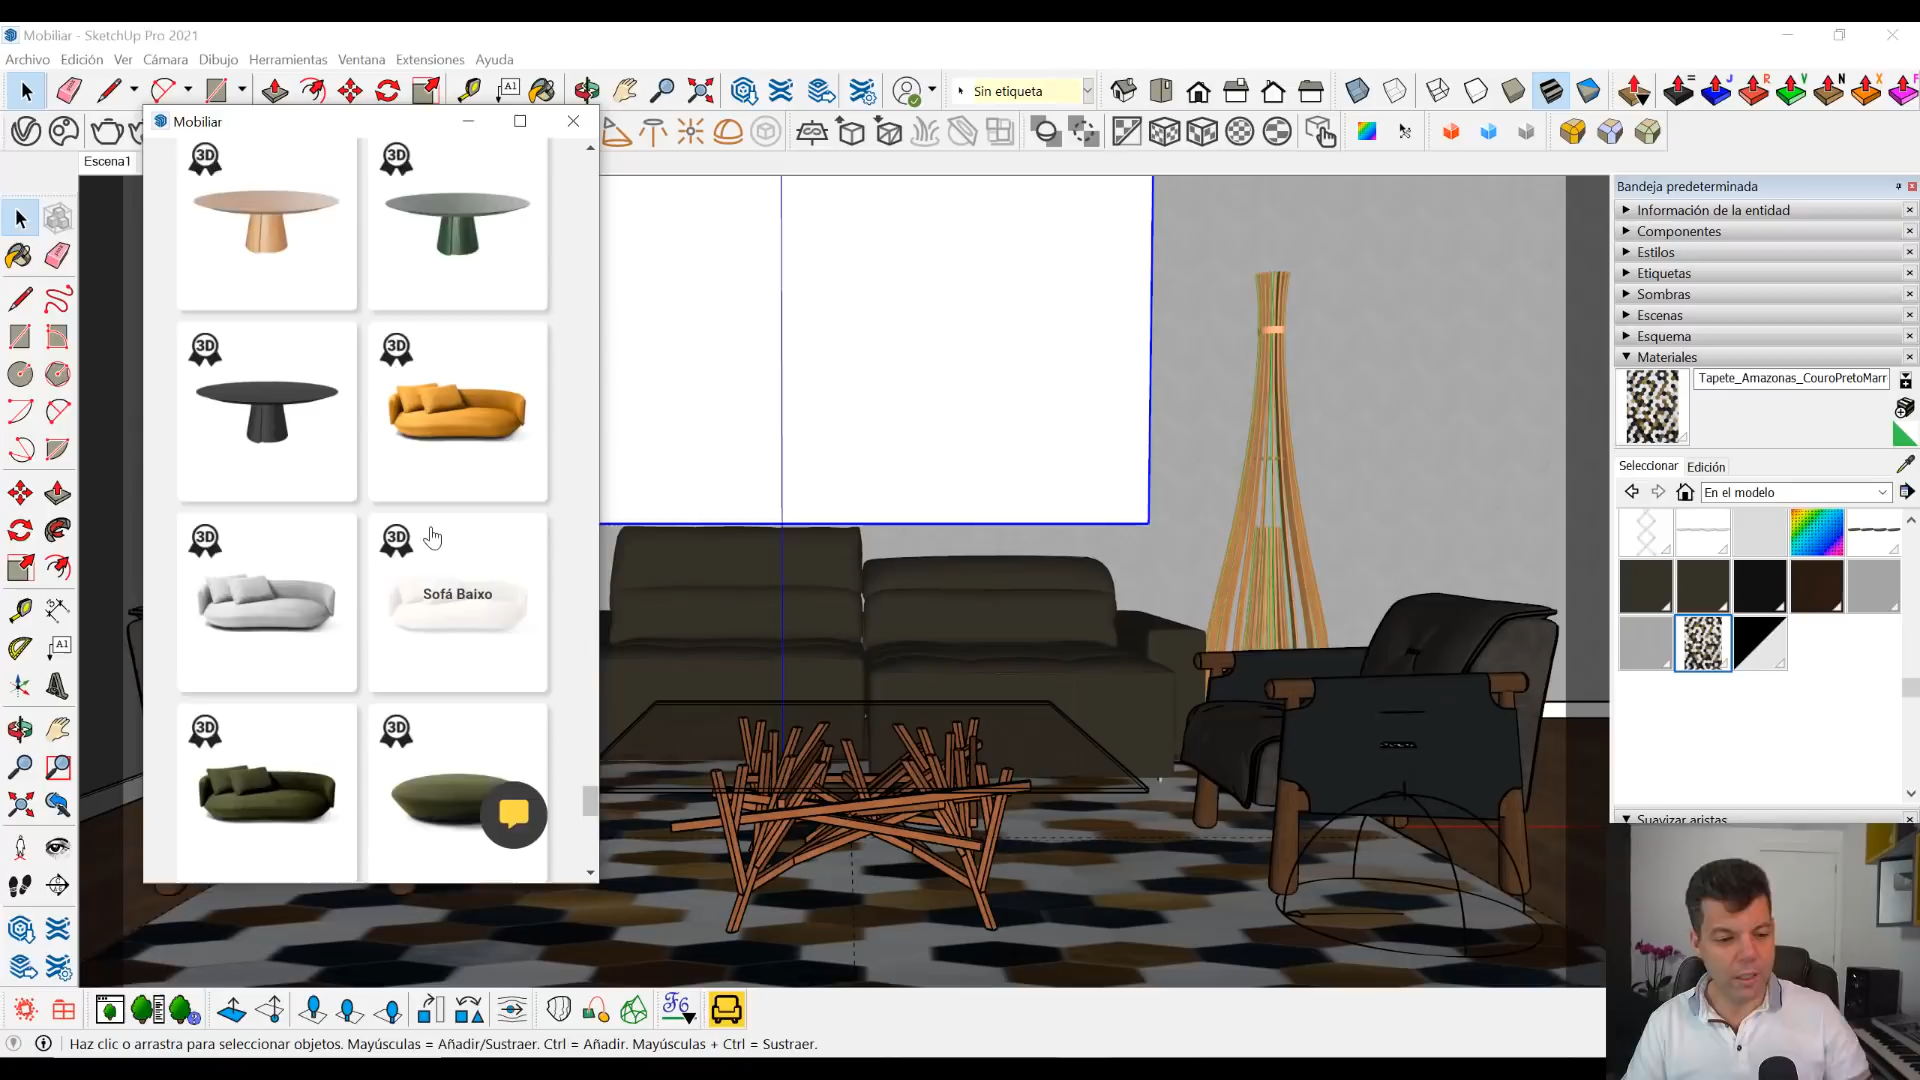 Mobiliar - SketchUp Pro 2021
Archivo Edición Ver Cámara Dibujo Herramientas Ventana Extensiones Ayuda
A1
Sin etiqueta
= J R V N X F
Mobiliar
Escena1
3D 3D
3D 3D
3D 3D
Sofá Baixo
3D 3D
A1
Bandeja predeterminada
Información de la entidad
Componentes
Estilos
Etiquetas
Sombras
Escenas
Esquema
Materiales
Tapete_Amazonas_CouroPretoMarr
Seleccionar Edición
En el modelo
Suavizar aristas
F6
Haz clic o arrastra para seleccionar objetos. Mayúsculas = Añadir/Sustraer. Ctrl = Añadir. Mayúsculas + Ctrl = Sustraer.